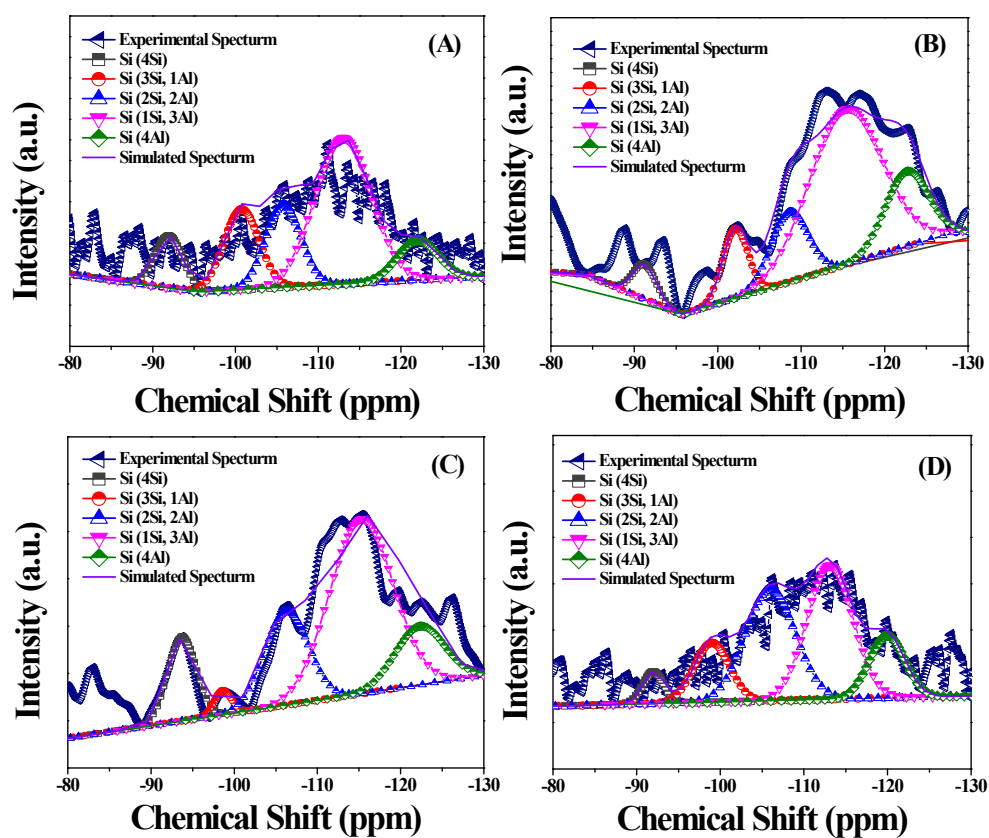 (A)
Experimental Specturm
Si (4Si)
Si (3Si, 1Al)
Si (2Si, 2Al)
Si (1Si, 3Al)
Si (4Al)
Simulated Specturm
Intensity (a.u.)
-80 -90 -100 -110 -120 -130
Chemical Shift (ppm)
(B)
Experimental Specturm
Si (4Si)
Si (3Si, 1Al)
Si (2Si, 2Al)
Si (1Si, 3Al)
Si (4Al)
Simulated Specturm
Intensity (a.u.)
-80 -90 -100 -110 -120 -130
Chemical Shift (ppm)
(C)
Experimental Specturm
Si (4Si)
Si (3Si, 1Al)
Si (2Si, 2Al)
Si (1Si, 3Al)
Si (4Al)
Simulated Specturm
Intensity (a.u.)
-80 -90 -100 -110 -120 -130
Chemical Shift (ppm)
(D)
Experimental Specturm
Si (4Si)
Si (3Si, 1Al)
Si (2Si, 2Al)
Si (1Si, 3Al)
Si (4Al)
Simulated Specturm
Intensity (a.u.)
-80 -90 -100 -110 -120 -130
Chemical Shift (ppm)